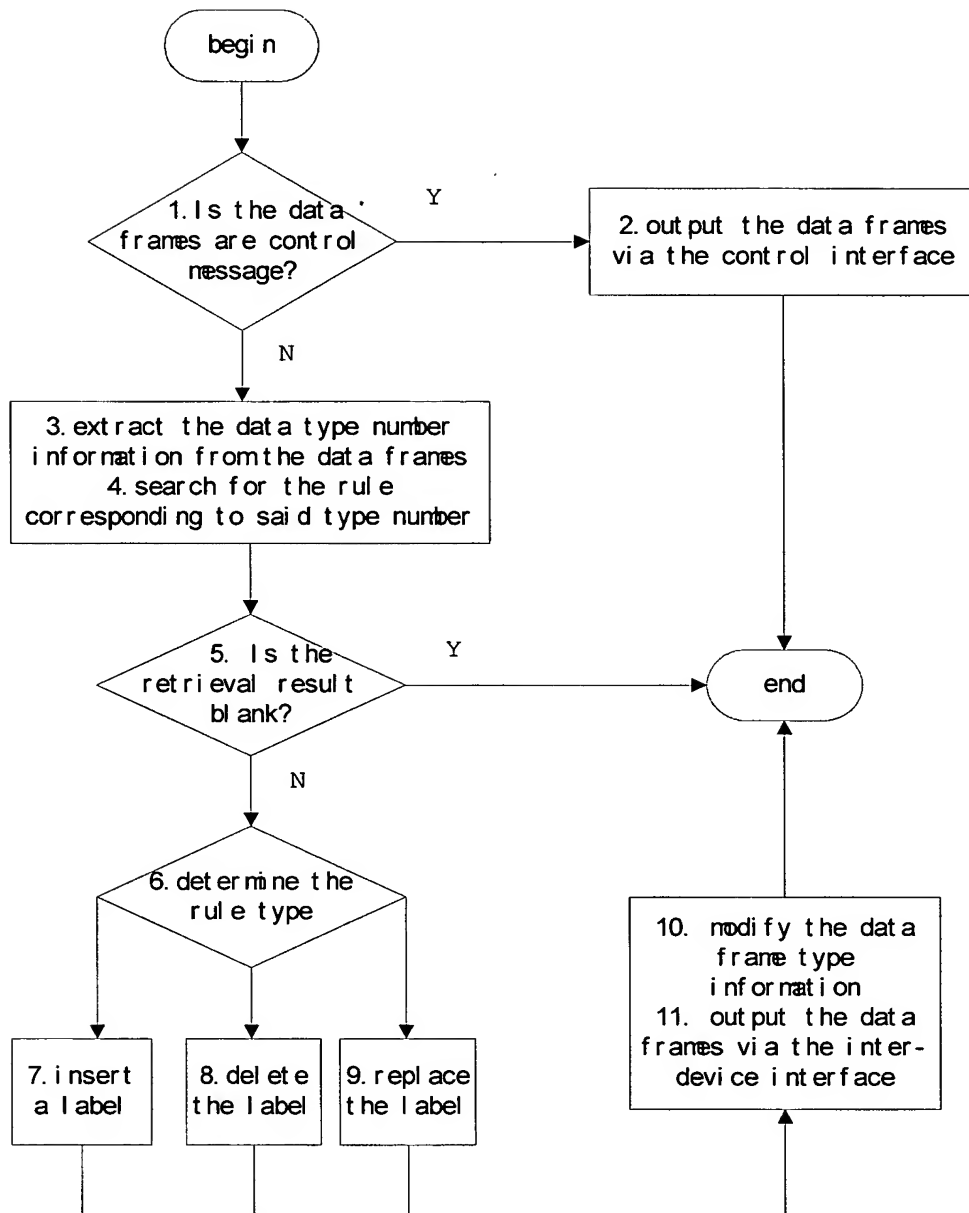 begin
1. Is the data
frames are control
message?
Y
2. output the data frames
via the control interface
N
3. extract the data type number
information from the data frames
4. search for the rule
corresponding to said type number
5. Is the
retrieval result
blank?
Y
end
N
6. determine the
rule type
10. modify the data
frame type
information
11. output the data
frames via the inter-
device interface
7. insert
a label
8. delete
the label
9. replace
the label